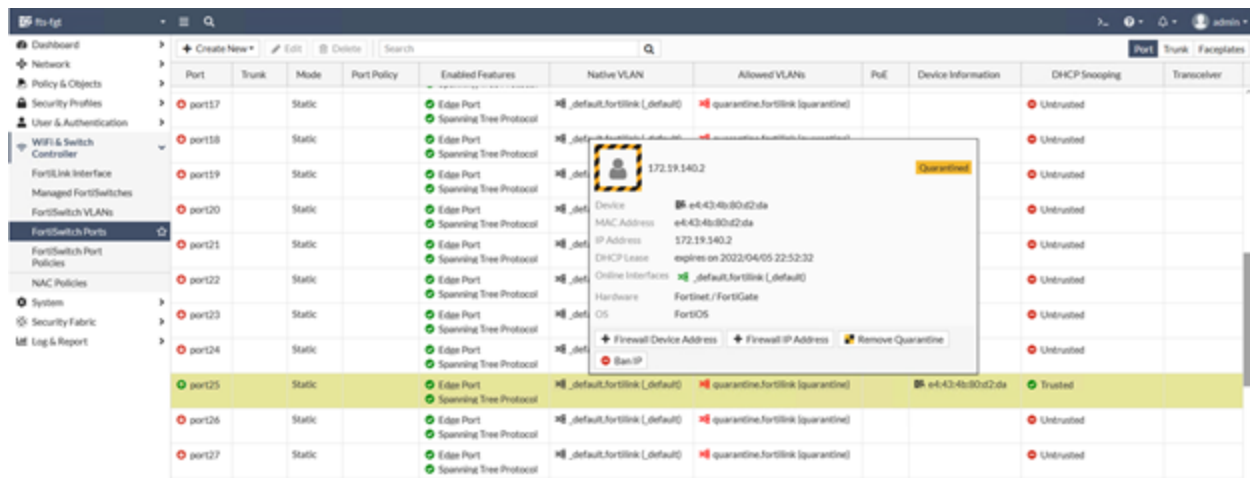 fts-fgt admin
Dashboard
Network
Policy & Objects
Security Profiles
User & Authentication
WiFi & Switch
Controller
FortiLink Interface
Managed FortiSwitches
FortiSwitch VLANs
FortiSwitch Ports
FortiSwitch Port
Policies
NAC Policies
System
Security Fabric
Log & Report
+ Create New Edit Delete Search Port Trunk Faceplates
Port Trunk Mode Port Policy Enabled Features Native VLAN Allowed VLANs PoE Device Information DHCP Snooping Transceiver
port17 Static Edge Port _default.fortilink (_default) quarantine.fortilink (quarantine) Untrusted
Spanning Tree Protocol
port18 Static Edge Port Untrusted
Spanning Tree Protocol
port19 Static Edge Port Untrusted
Spanning Tree Protocol
port20 Static Edge Port Untrusted
Spanning Tree Protocol
port21 Static Edge Port Untrusted
Spanning Tree Protocol
port22 Static Edge Port Untrusted
Spanning Tree Protocol
port23 Static Edge Port Untrusted
Spanning Tree Protocol
port24 Static Edge Port Untrusted
Spanning Tree Protocol
172.19.140.2 Quarantined
Device e4:43:4b:80:d2:da
MAC Address e4:43:4b:80:d2:da
IP Address 172.19.140.2
DHCP Lease expires on 2022/04/05 22:52:32
Online Interfaces _default.fortilink (_default)
Hardware Fortinet / FortiGate
OS FortiOS
+ Firewall Device Address + Firewall IP Address Remove Quarantine
Ban IP
port25 Static Edge Port _default.fortilink (_default) quarantine.fortilink (quarantine) e4:43:4b:80:d2:da Trusted
Spanning Tree Protocol
port26 Static Edge Port _default.fortilink (_default) quarantine.fortilink (quarantine) Untrusted
Spanning Tree Protocol
port27 Static Edge Port _default.fortilink (_default) quarantine.fortilink (quarantine) Untrusted
Spanning Tree Protocol